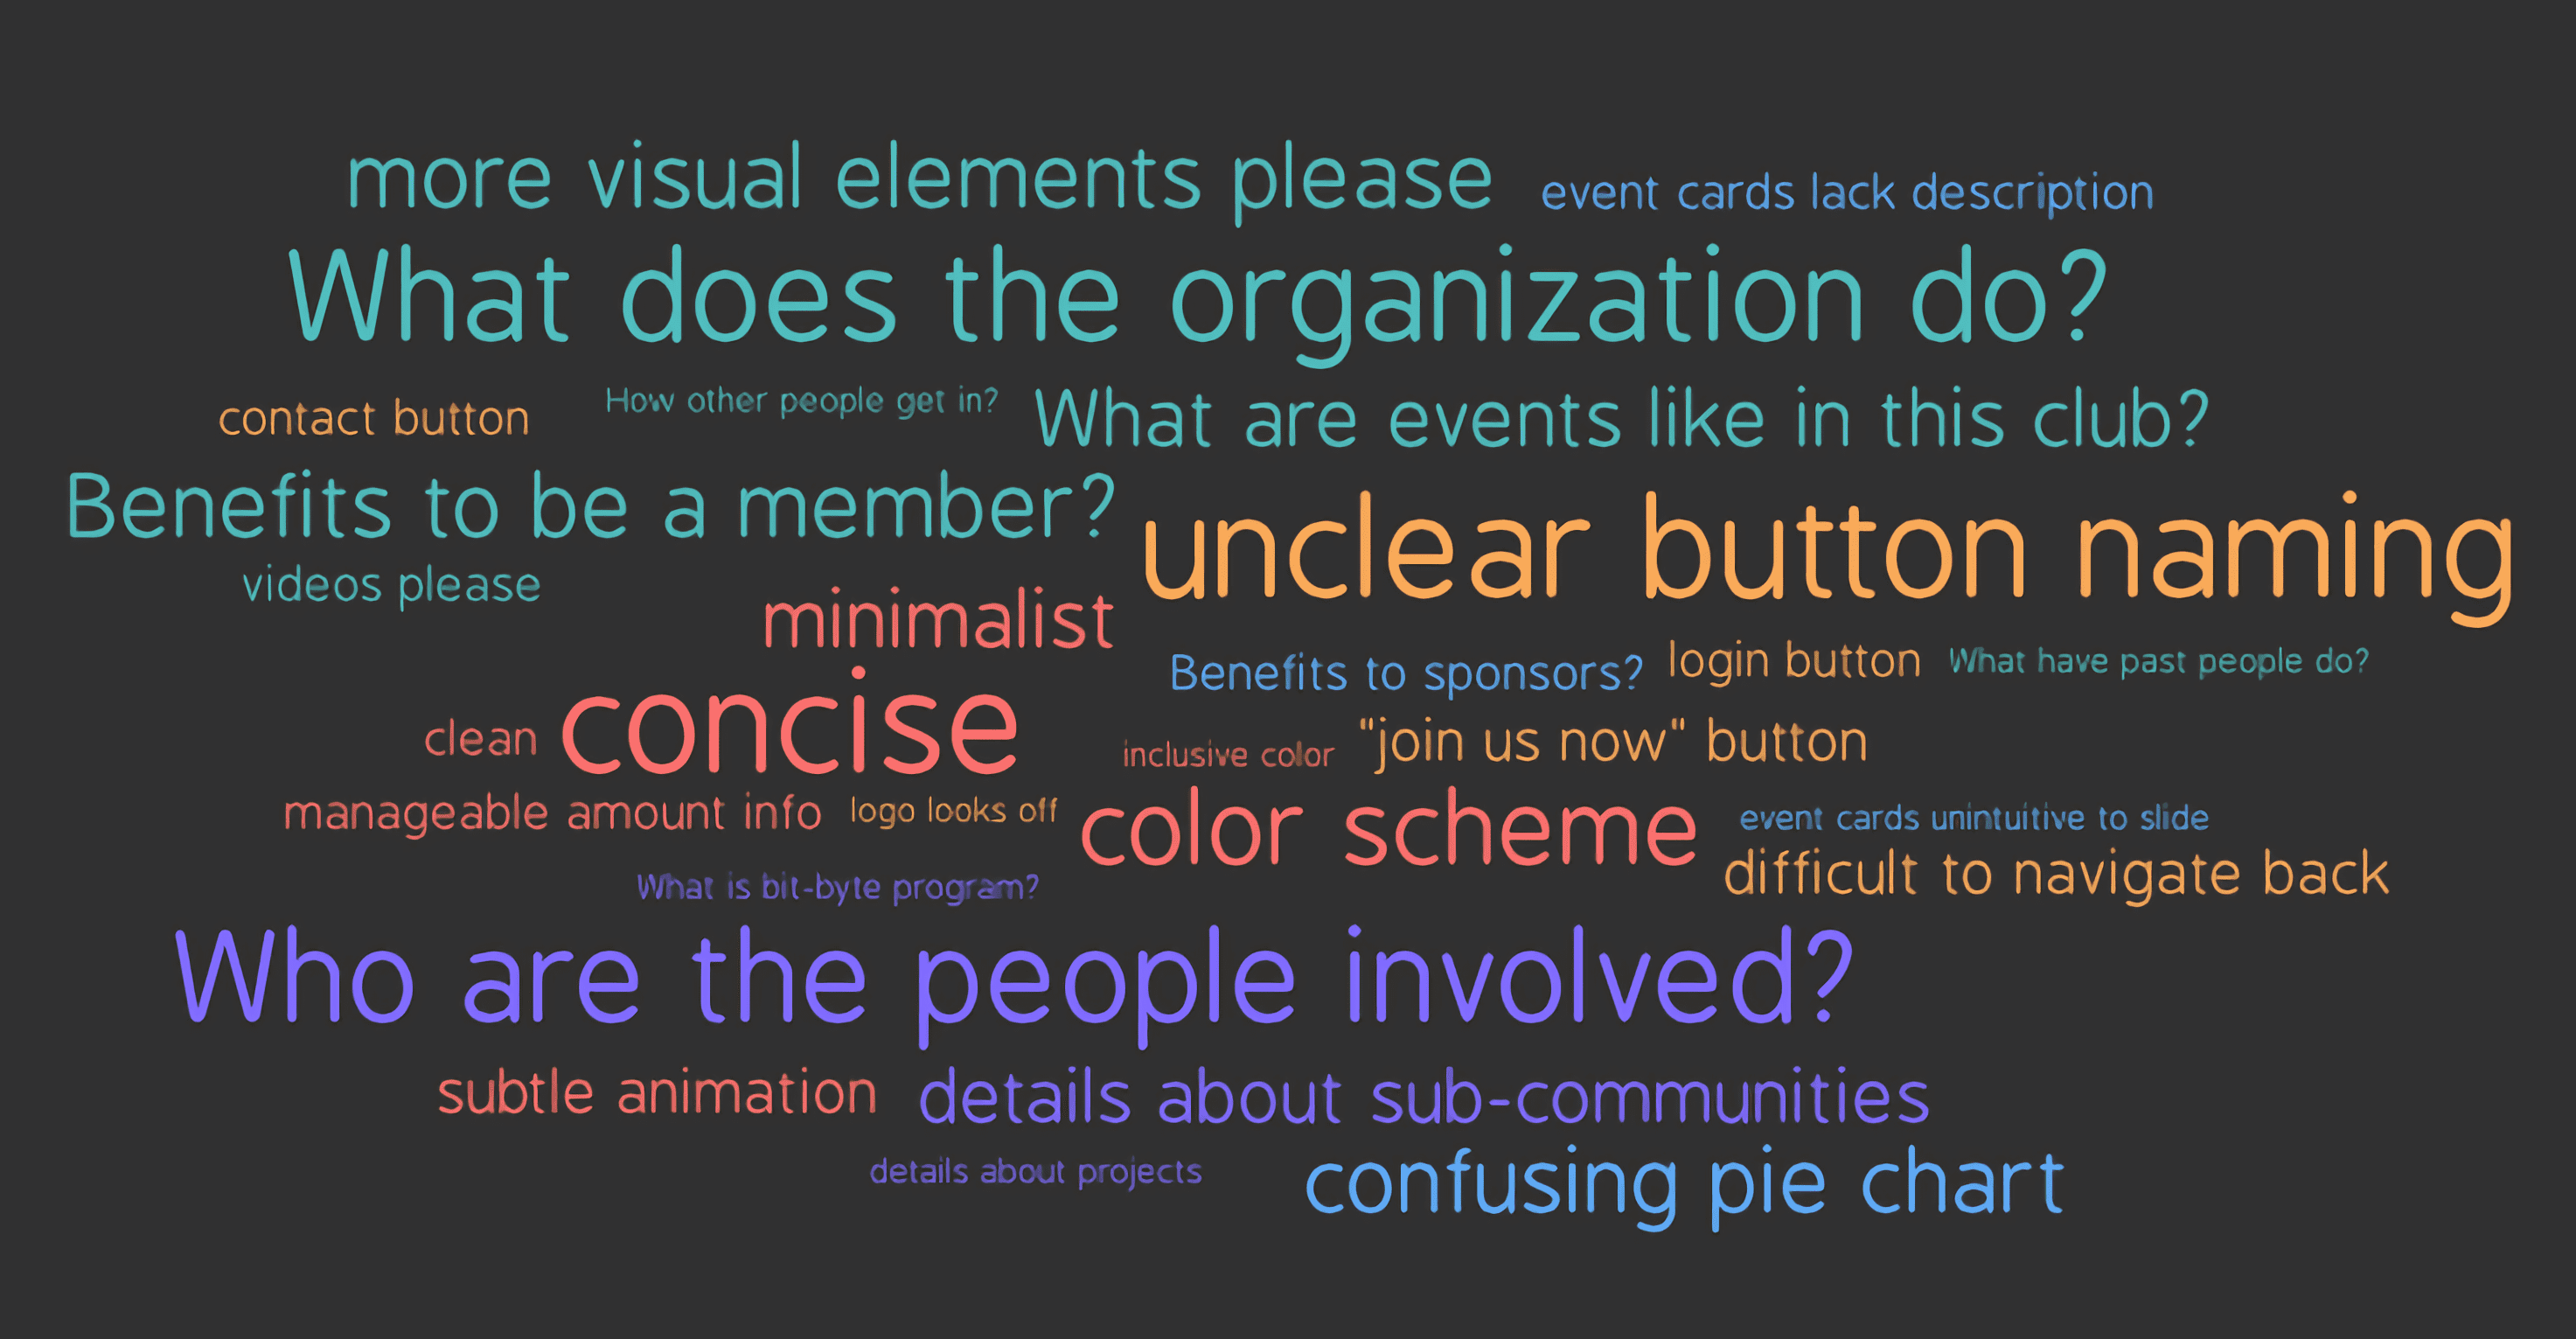 more visual elements please
event cards lack description
What does the organization do?
contact button
How other people get in?
What are events like in this club?
Benefits to be a member?
unclear button naming
videos please
minimalist
Benefits to sponsors?
login button
What have past people do?
clean
concise
inclusive color
"join us now" button
manageable amount info
logo looks off
color scheme
event cards unintuitive to slide
What is bit-byte program?
difficult to navigate back
Who are the people involved?
subtle animation
details about sub-communities
details about projects
confusing pie chart